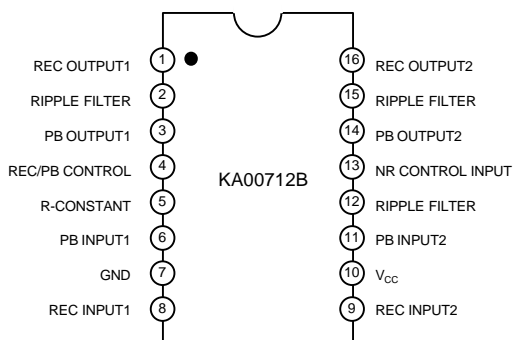 REC OUTPUT1 1 16 REC OUTPUT2
RIPPLE FILTER 2 15 RIPPLE FILTER
PB OUTPUT1 3 14 PB OUTPUT2
REC/PB CONTROL 4 13 NR CONTROL INPUT
KA00712B
R-CONSTANT 5 12 RIPPLE FILTER
PB INPUT1 6 11 PB INPUT2
GND 7 10 VCC
REC INPUT1 8 9 REC INPUT2